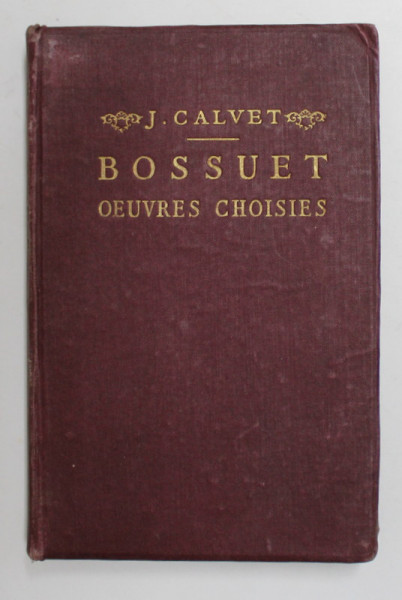 J. CALVET
BOSSUET
OEUVRES CHOISIES